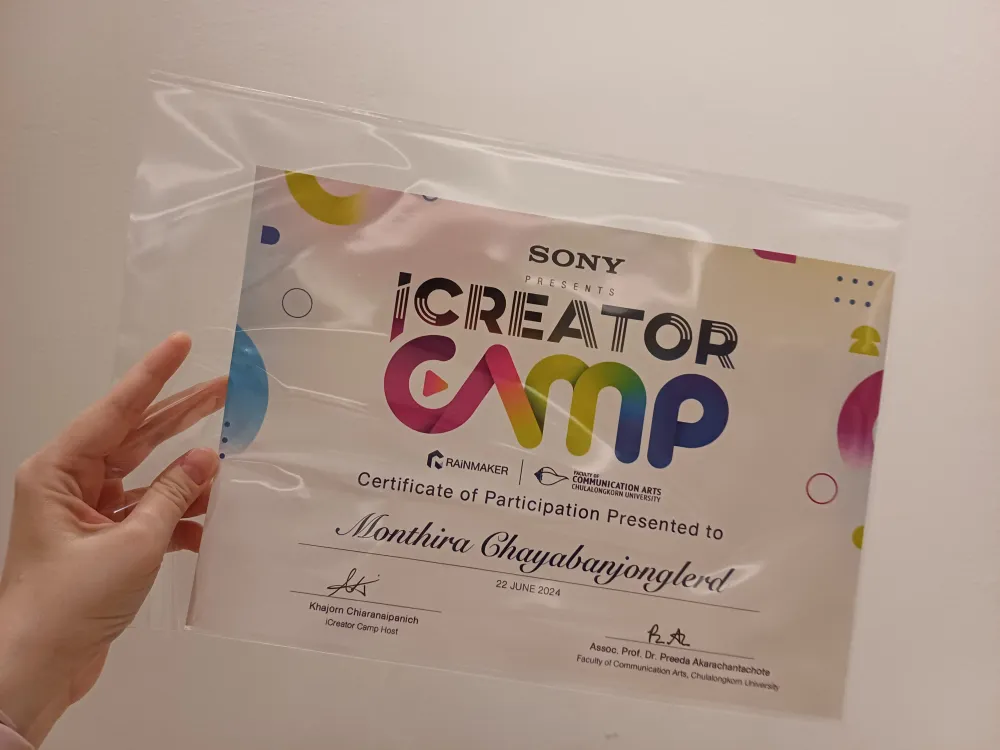 SONY
PRESENTS
iCREATOR
CAMP
RAiNMAKER
FACULTY OF
COMMUNICATION ARTS
CHULALONGKORN UNIVERSITY
Certificate of Participation Presented to
Monthira Chayabanjonglerd
22 JUNE 2024
Khajorn Chiaranaipanich
iCreator Camp Host
Assoc. Prof. Dr. Preeda Akarachantachote
Faculty of Communication Arts, Chulalongkorn University